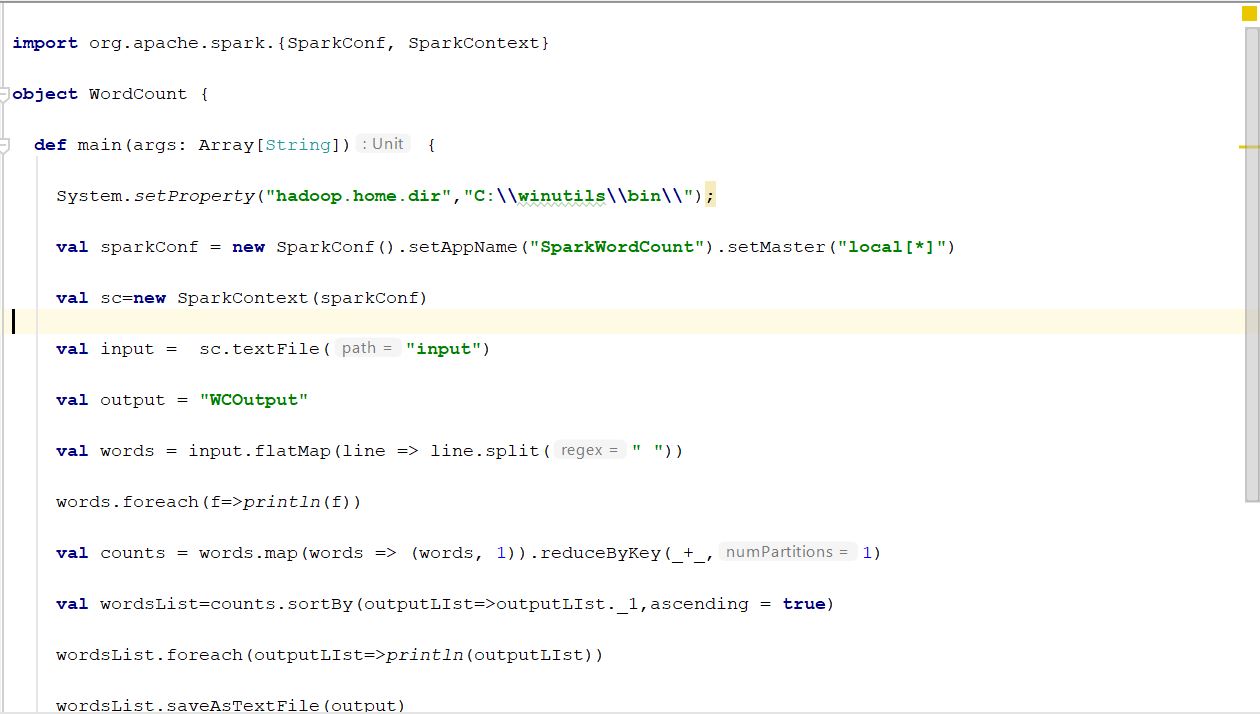 import org.apache.spark.{SparkConf, SparkContext}
object WordCount {
def main(args: Array[String]) : Unit {
System.setProperty("hadoop.home.dir","C:\\winutils\\bin\\");
val sparkConf = new SparkConf().setAppName("SparkWordCount").setMaster("local[*]")
val sc=new SparkContext(sparkConf)
val input =  sc.textFile( path = "input")
val output = "WCOutput"
val words = input.flatMap(line => line.split( regex = " "))
words.foreach(f=>println(f))
val counts = words.map(words => (words, 1)).reduceByKey(_+_, numPartitions = 1)
val wordsList=counts.sortBy(outputLIst=>outputLIst._1,ascending = true)
wordsList.foreach(outputLIst=>println(outputLIst))
wordsList.saveAsTextFile(output)